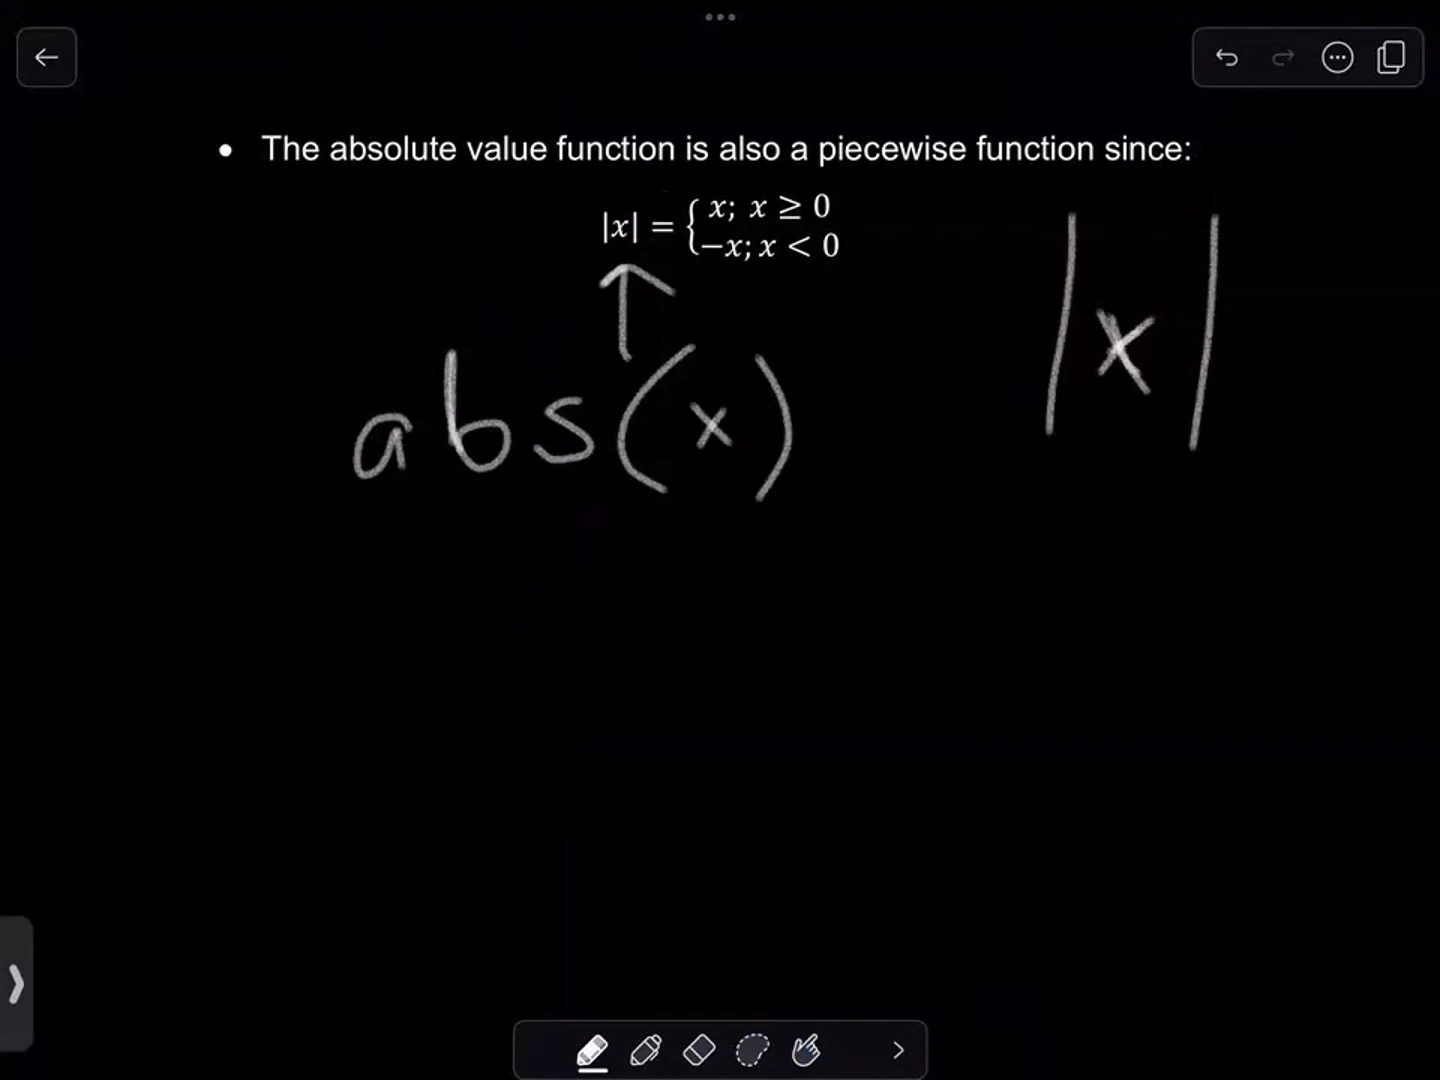 • The absolute value function is also a piecewise function since:
|x| = { x; x ≥ 0
−x; x < 0
abs(x)
|x|